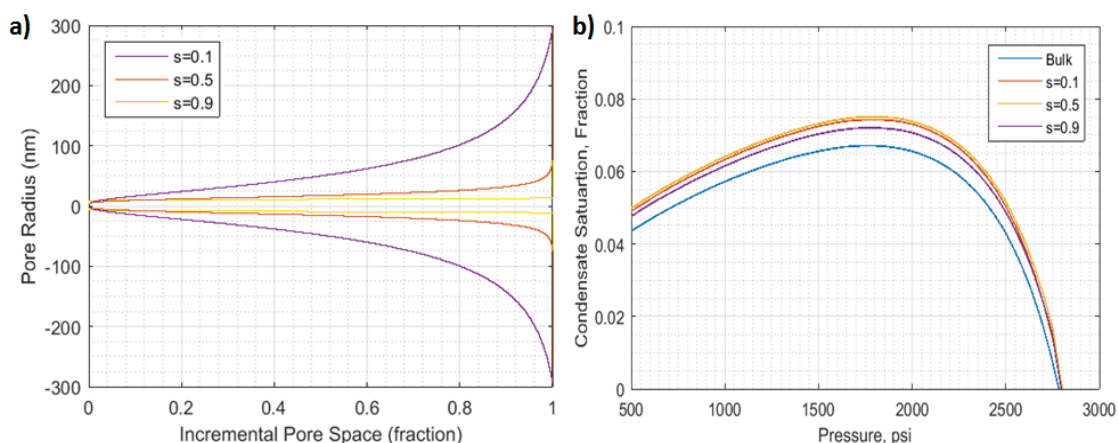 a)
300
200
100
0
-100
-200
-300
Pore Radius (nm)
s=0.1
s=0.5
s=0.9
0 0.2 0.4 0.6 0.8 1
Incremental Pore Space (fraction)
b)
0.1
0.08
0.06
0.04
0.02
0
Condensate Satuartion, Fraction
Bulk
s=0.1
s=0.5
s=0.9
500 1000 1500 2000 2500 3000
Pressure, psi